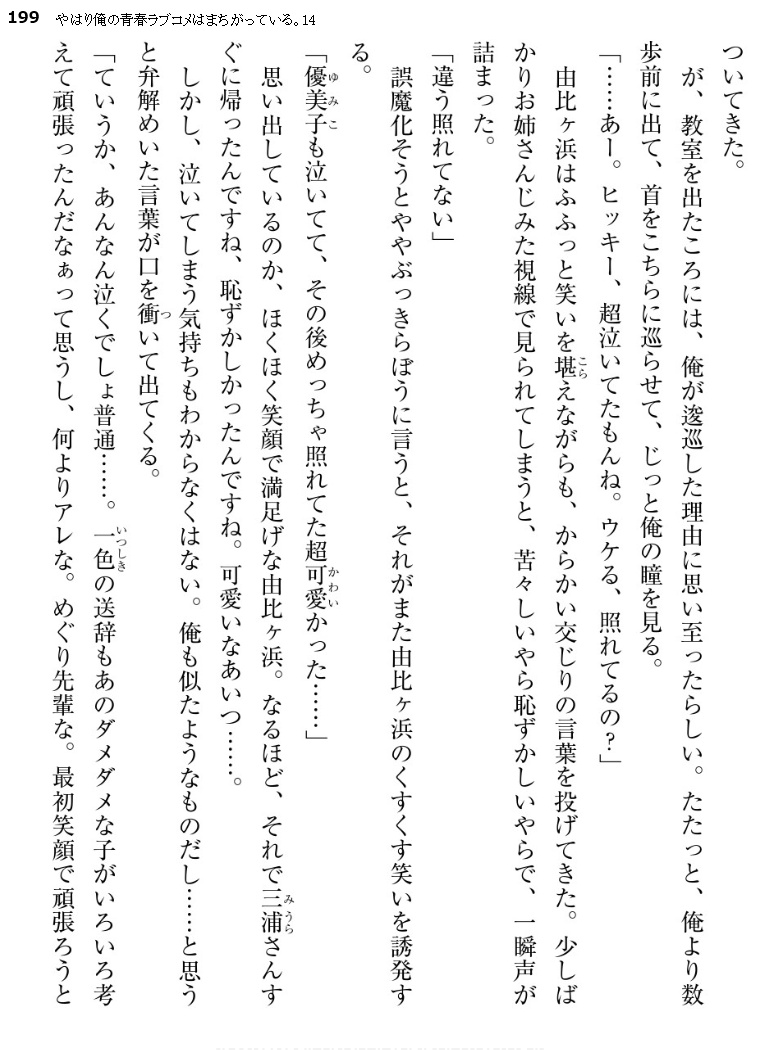 199 やはり俺の青春ラブコメはまちがっている。14
ついてきた。
　が、教室を出たころには、俺が逡巡した理由に思い至ったらしい。たたっと、俺より数
歩前に出て、首をこちらに巡らせて、じっと俺の瞳を見る。
「……あー。ヒッキー、超泣いてたもんね。ウケる、照れてるの？」
　由比ヶ浜はふふっと笑いを堪えながらも、からかい交じりの言葉を投げてきた。少しば
かりお姉さんじみた視線で見られてしまうと、苦々しいやら恥ずかしいやらで、一瞬声が
詰まった。
「違う照れてない」
　誤魔化そうとややぶっきらぼうに言うと、それがまた由比ヶ浜のくすくす笑いを誘発す
る。
「優美子も泣いてて、その後めっちゃ照れてた超可愛かった……」
　思い出しているのか、ほくほく笑顔で満足げな由比ヶ浜。なるほど、それで三浦さんす
ぐに帰ったんですね、恥ずかしかったんですね。可愛いなあいつ……。
　しかし、泣いてしまう気持ちもわからなくはない。俺も似たようなものだし……と思う
と弁解めいた言葉が口を衝いて出てくる。
「ていうか、あんなん泣くでしょ普通……。一色の送辞もあのダメダメな子がいろいろ考
えて頑張ったんだなぁって思うし、何よりアレな。めぐり先輩な。最初笑顔で頑張ろうと